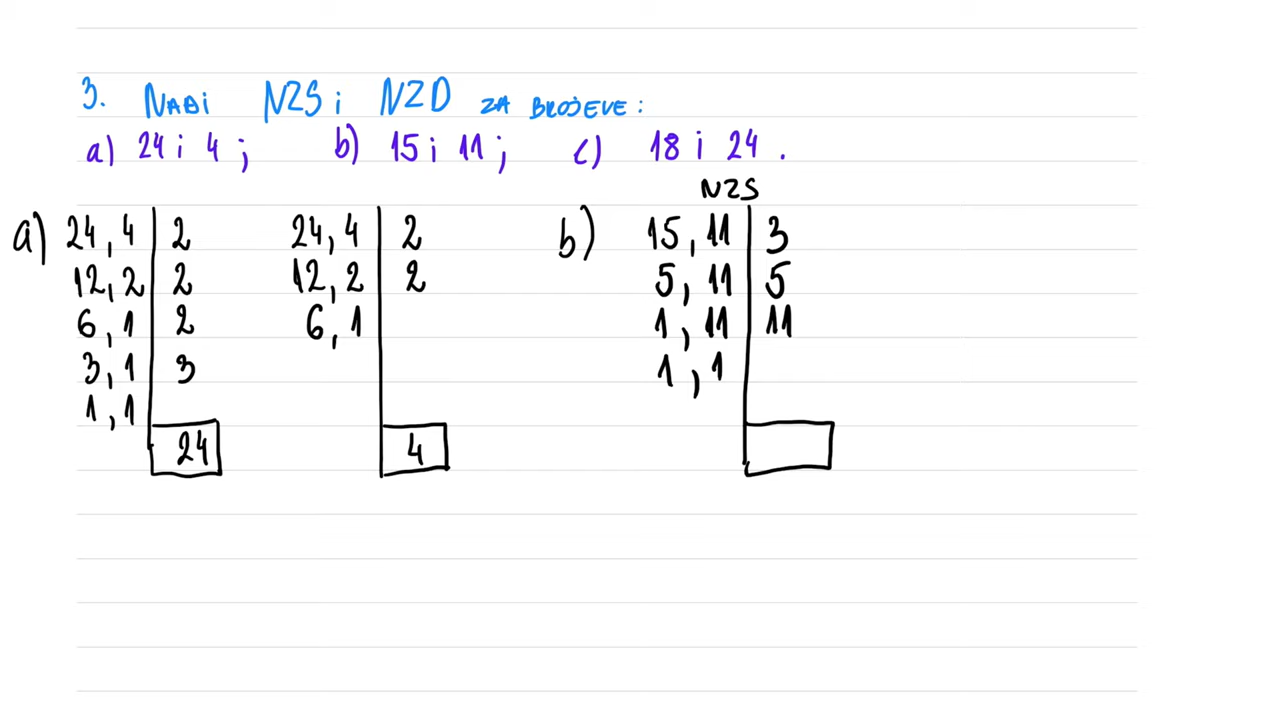 3. NAĐI NZS i NZD ZA BROJEVE:
a) 24 i 4; b) 15 i 11; c) 18 i 24.
NZS
a) 24, 4 | 2 24, 4 | 2 b) 15, 11 | 3
12, 2 | 2 12, 2 | 2 5, 11 | 5
6, 1 | 2 6, 1 | 1, 11 | 11
3, 1 | 3 1, 1 |
1, 1 |
24 4